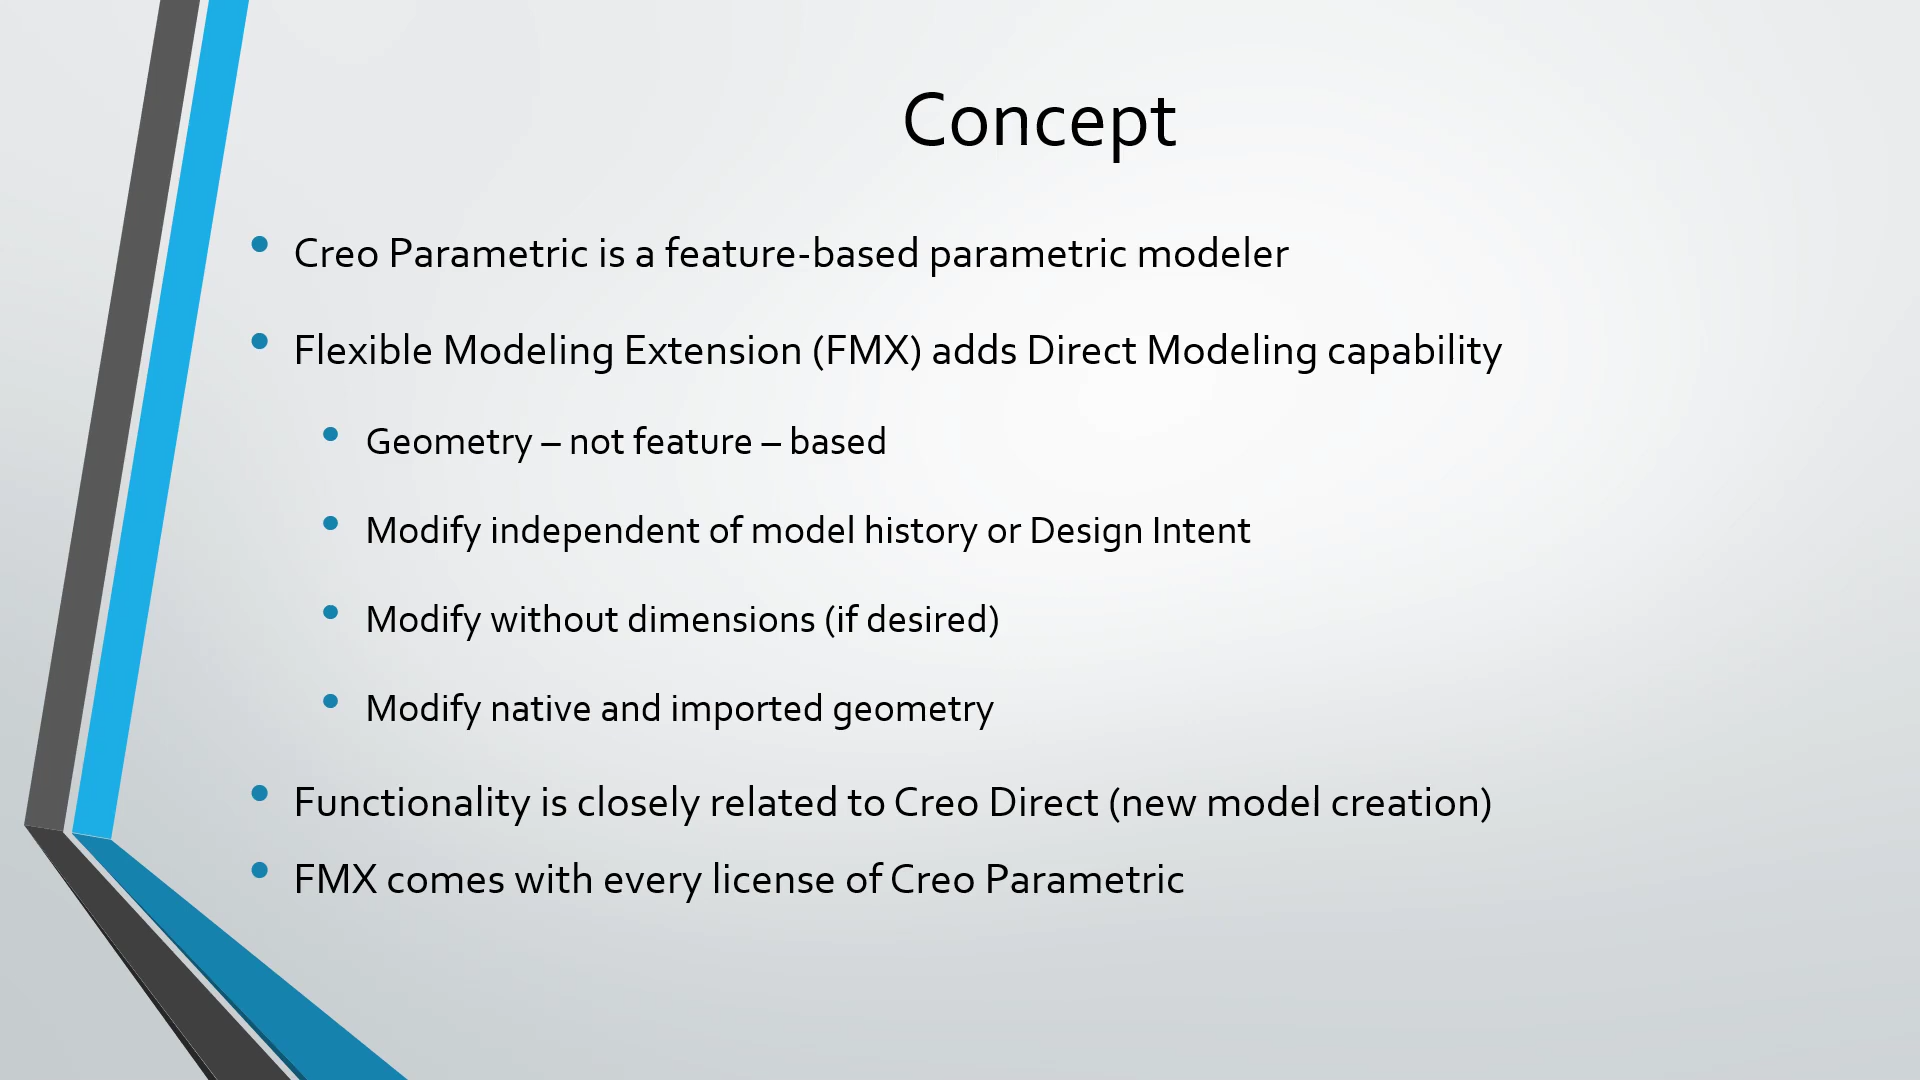 Concept
• Creo Parametric is a feature-based parametric modeler
• Flexible Modeling Extension (FMX) adds Direct Modeling capability
• Geometry – not feature – based
• Modify independent of model history or Design Intent
• Modify without dimensions (if desired)
• Modify native and imported geometry
• Functionality is closely related to Creo Direct (new model creation)
• FMX comes with every license of Creo Parametric